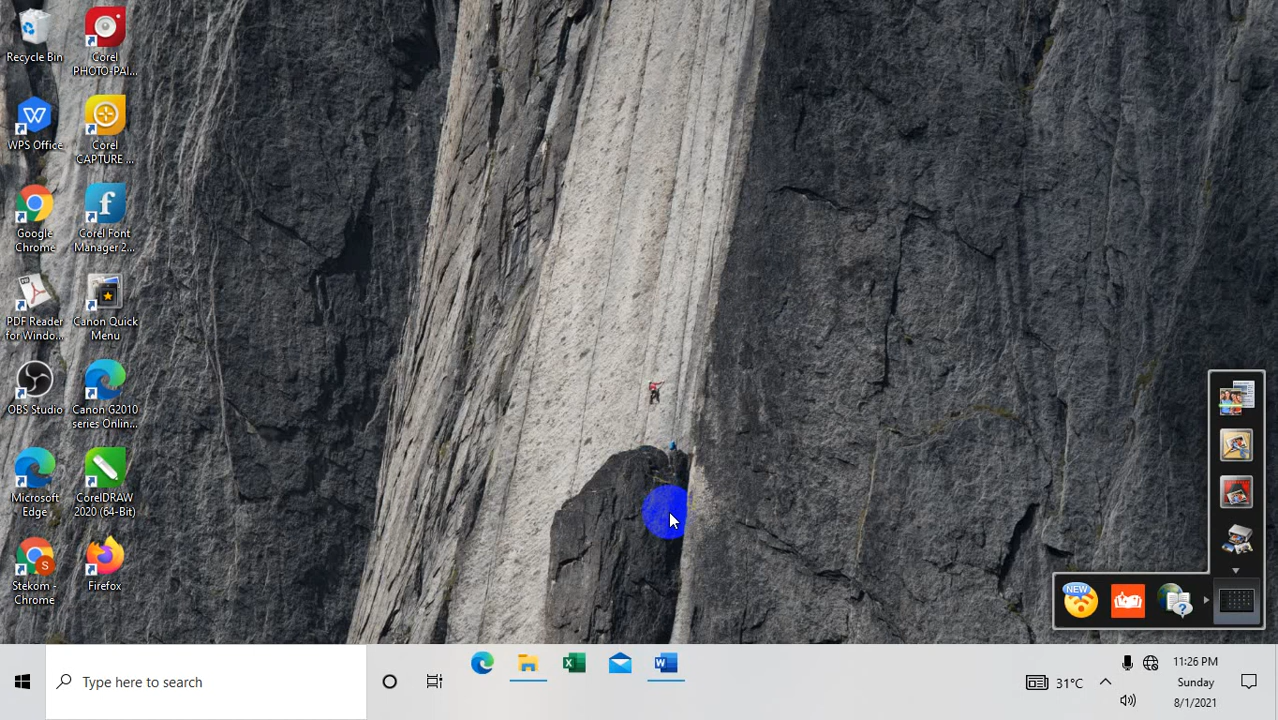 Recycle Bin
Corel
PHOTO-PAI...
WPS Office
Corel
CAPTURE ...
Google
Chrome
Corel Font
Manager 2...
PDF Reader
for Windo...
Canon Quick
Menu
OBS Studio
Canon G2010
series Onlin...
Microsoft
Edge
CorelDRAW
2020 (64-Bit)
Stekom -
Chrome
Firefox
NEW
Type here to search
31°C
11:26 PM
Sunday
8/1/2021